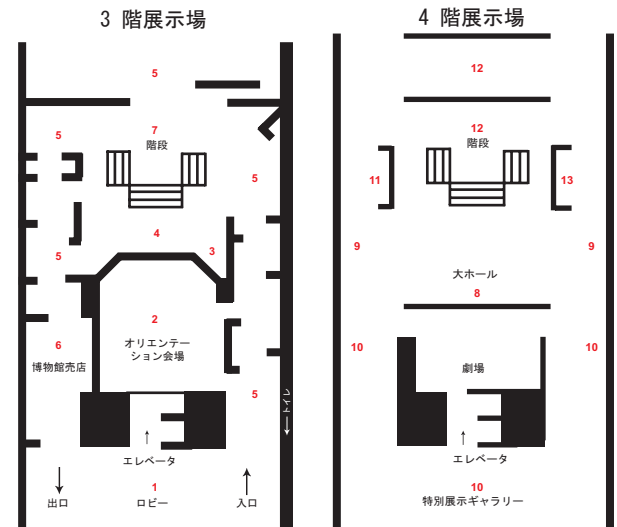 3 階展示場
4 階展示場
5
12
7
階段
5
5
12
階段
11
13
4
3
5
9
9
大ホール
8
2
オリエンテー
ション会場
6
博物館売店
5
10
10
劇場
トイレ
エレベータ
エレベータ
1
ロビー
出口
入口
10
特別展示ギャラリー